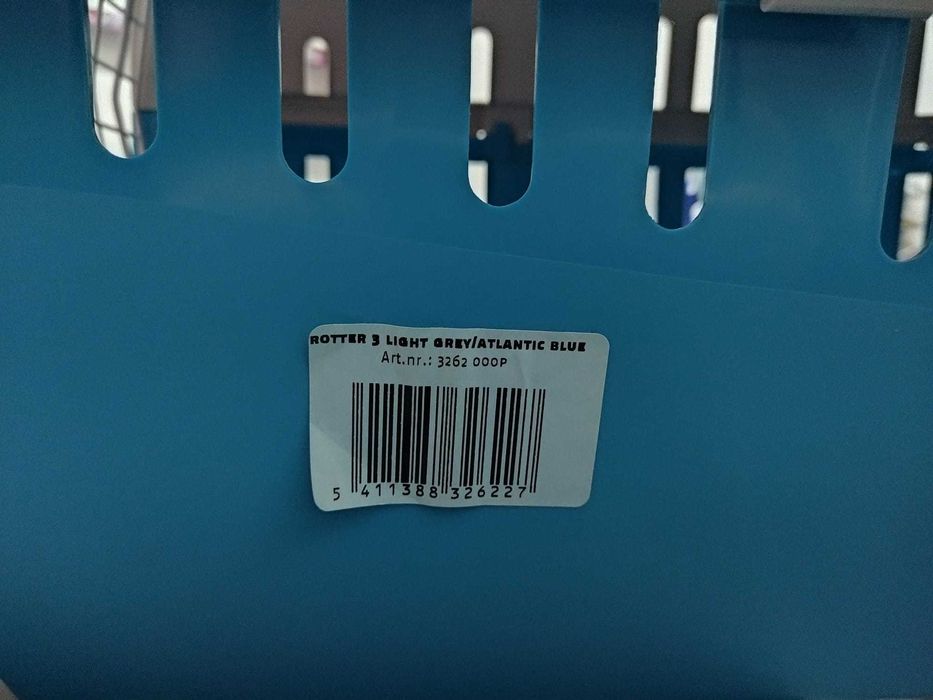 ROTTER 3 LIGHT GREY/ATLANTIC BLUE
Art.nr.: 3262 000P
5 411388 326227